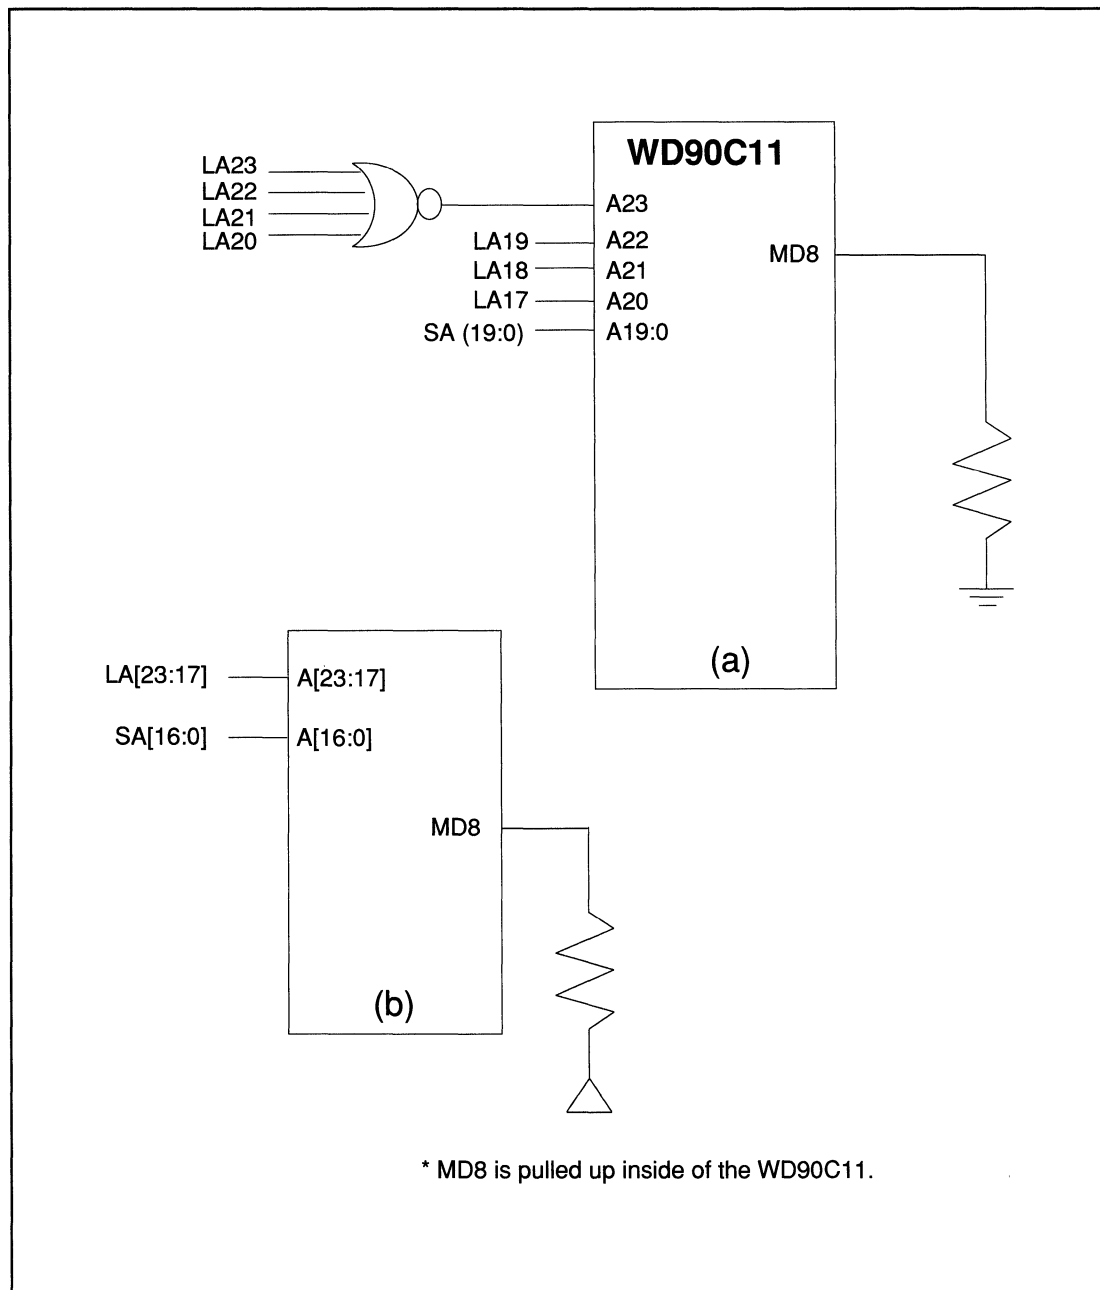 WD90C11
LA23
LA22
LA21
LA20
A23
LA19
A22
LA18
A21
LA17
A20
SA (19:0)
A19:0
MD8
(a)
LA[23:17]
A[23:17]
SA[16:0]
A[16:0]
MD8
(b)
* MD8 is pulled up inside of the WD90C11.